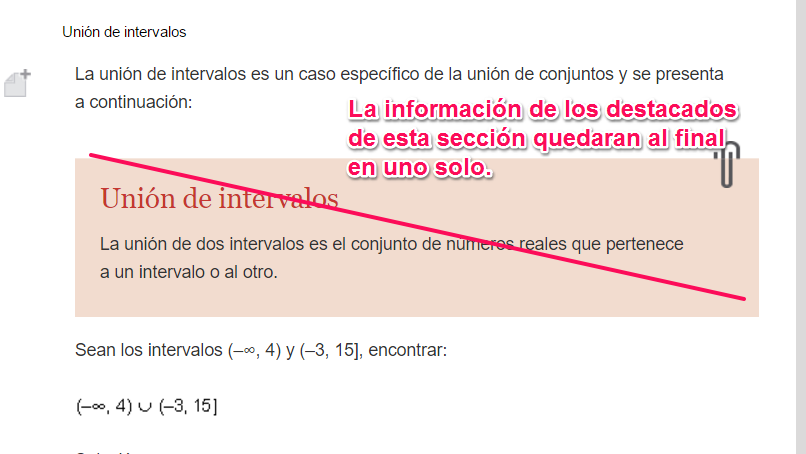 Unión de intervalos
La unión de intervalos es un caso específico de la unión de conjuntos y se presenta
a continuación:
La información de los destacados
de esta sección quedaran al final
en uno solo.
Unión de intervalos
La unión de dos intervalos es el conjunto de números reales que pertenece
a un intervalo o al otro.
Sean los intervalos (–∞, 4) y (–3, 15], encontrar:
(–∞, 4) ∪ (–3, 15]